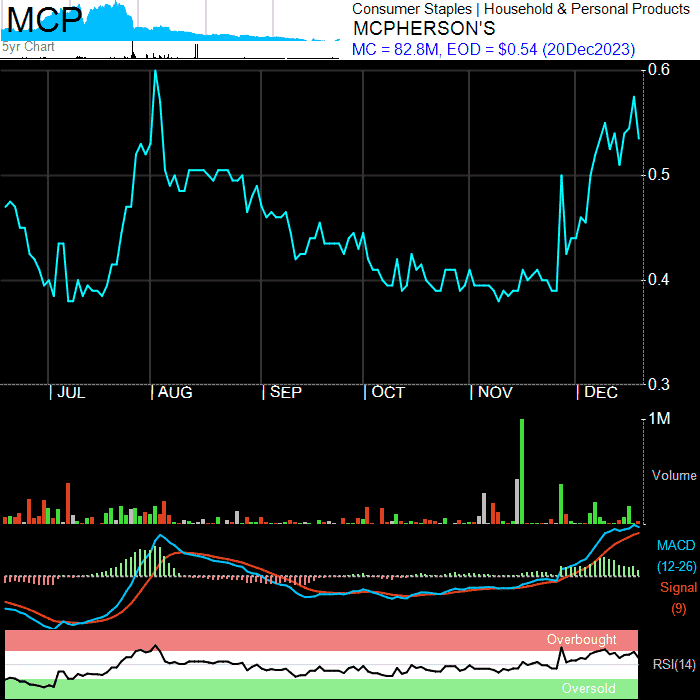 MCP
5yr Chart
Consumer Staples | Household & Personal Products
MCPHERSON'S
MC = 82.8M, EOD = $0.54 (20Dec2023)
0.6
0.5
0.4
0.3
| JUL | AUG | SEP | OCT | NOV | DEC
1M
Volume
MACD
(12-26)
Signal
(9)
Overbought
RSI(14)
Oversold